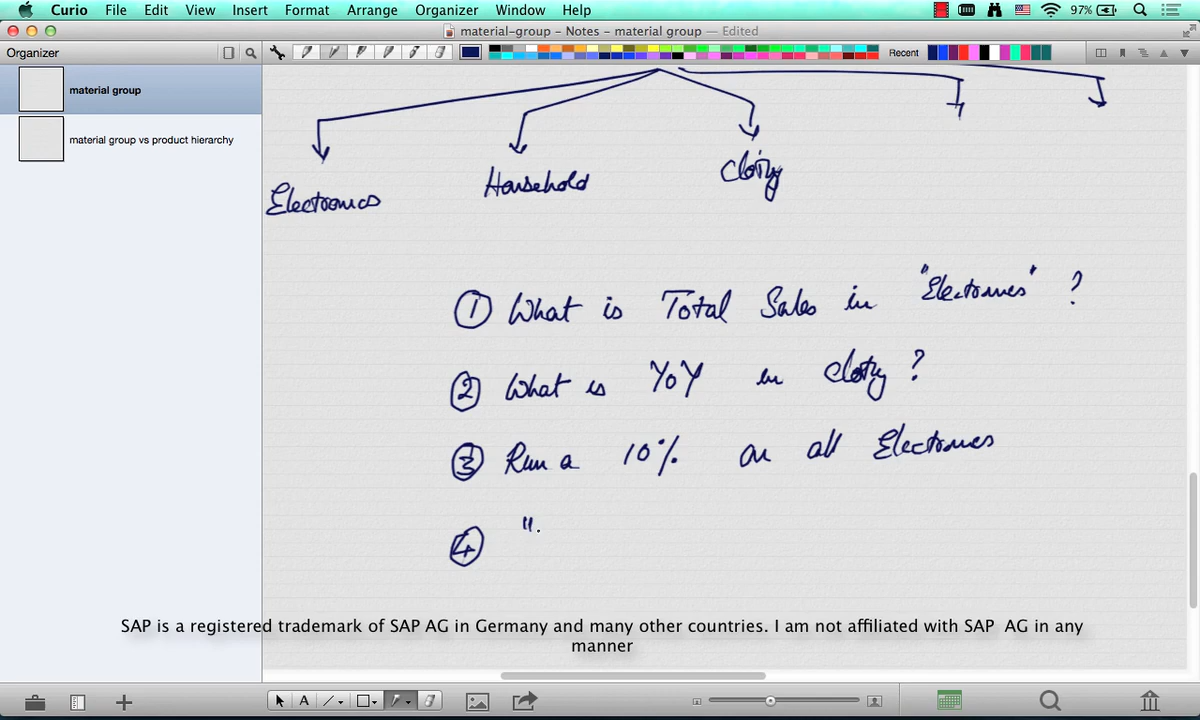 Curio File Edit View Insert Format Arrange Organizer Window Help 97%
material-group - Notes - material group — Edited
Organizer
Recent
material group
material group vs product hierarchy
Electronics
Household
Clothing
① What is Total Sales in "Electronics" ?
② What is YoY in clothing ?
③ Run a 10% on all Electronics
④ "
SAP is a registered trademark of SAP AG in Germany and many other countries. I am not affiliated with SAP AG in any
manner
A